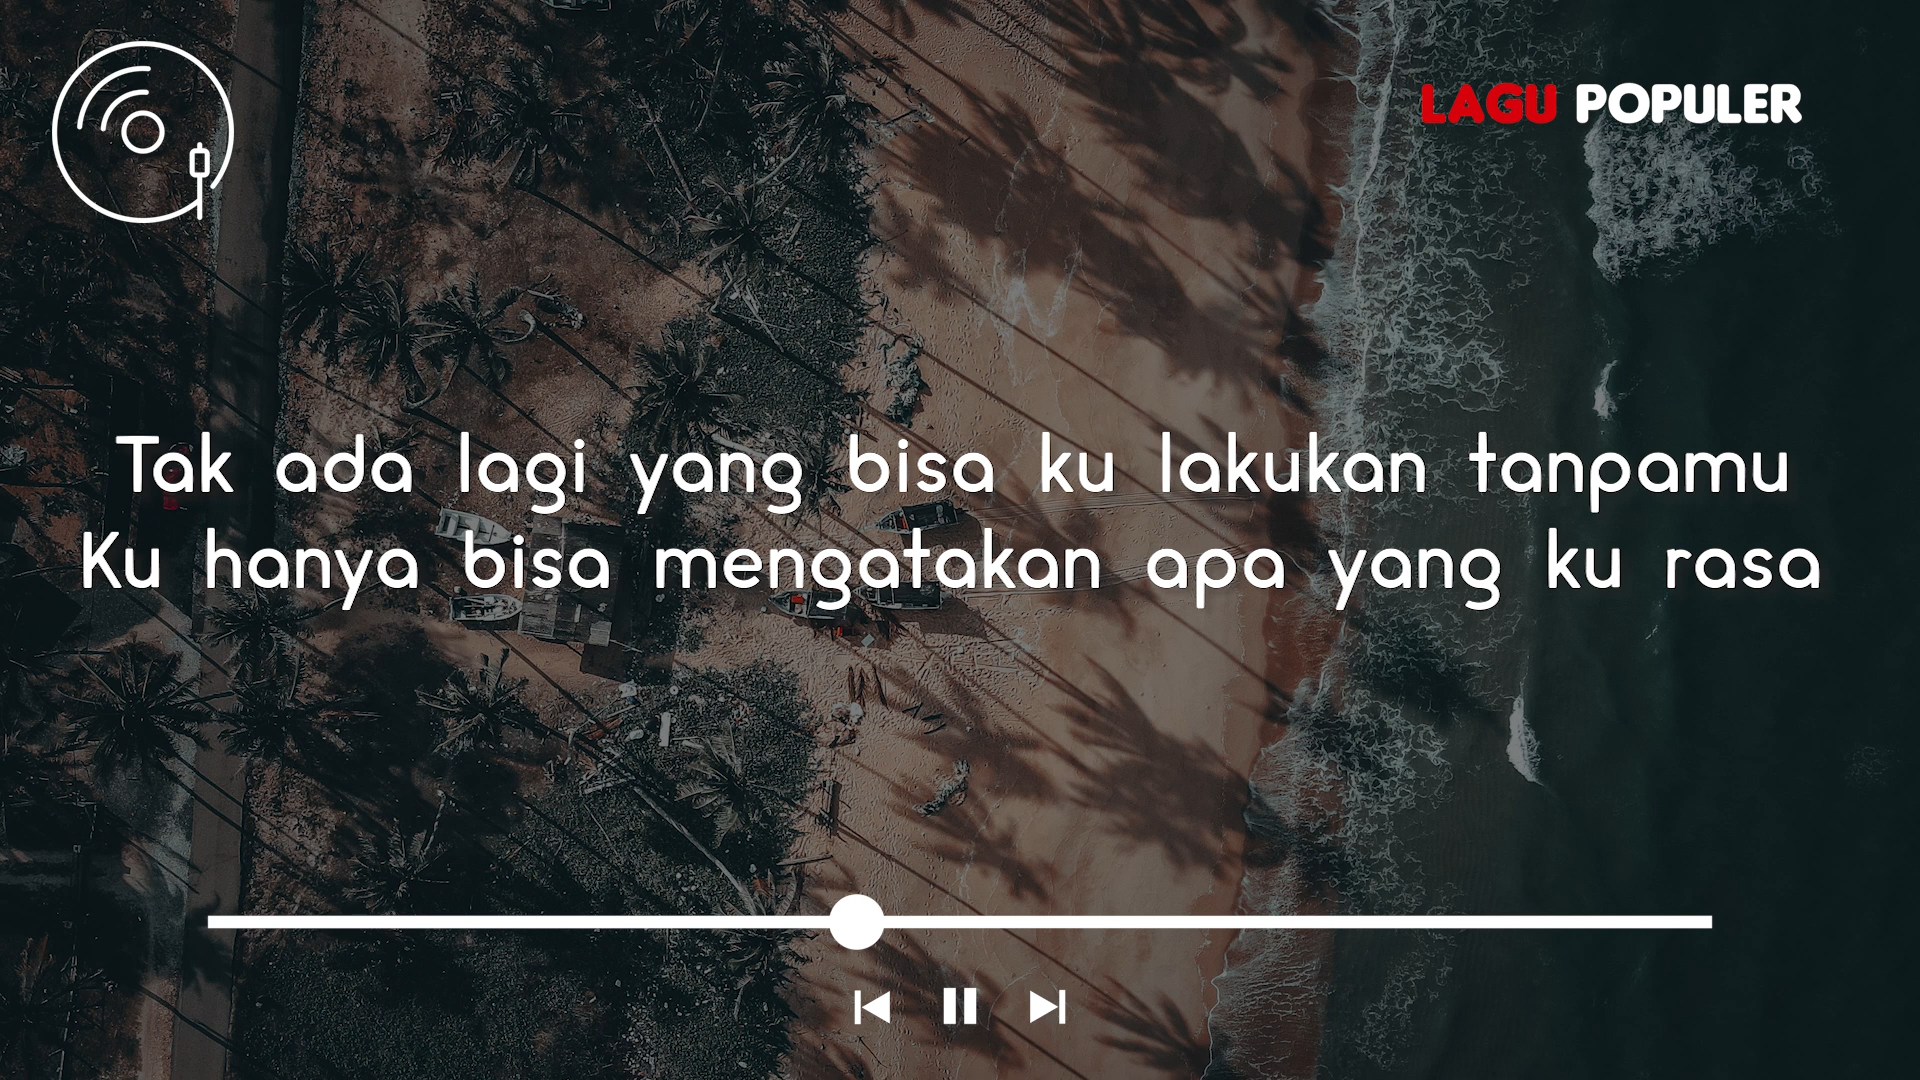 LAGU POPULER
Tak ada lagi yang bisa ku lakukan tanpamu
Ku hanya bisa mengatakan apa yang ku rasa